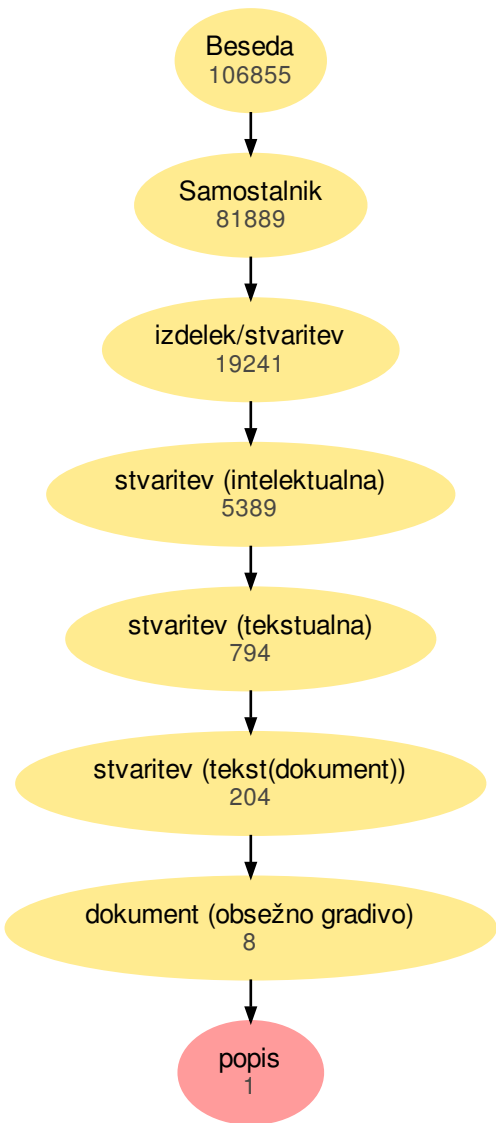 Beseda
106855
Samostalnik
81889
izdelek/stvaritev
19241
stvaritev (intelektualna)
5389
stvaritev (tekstualna)
794
stvaritev (tekst(dokument))
204
dokument (obsežno gradivo)
8
popis
1